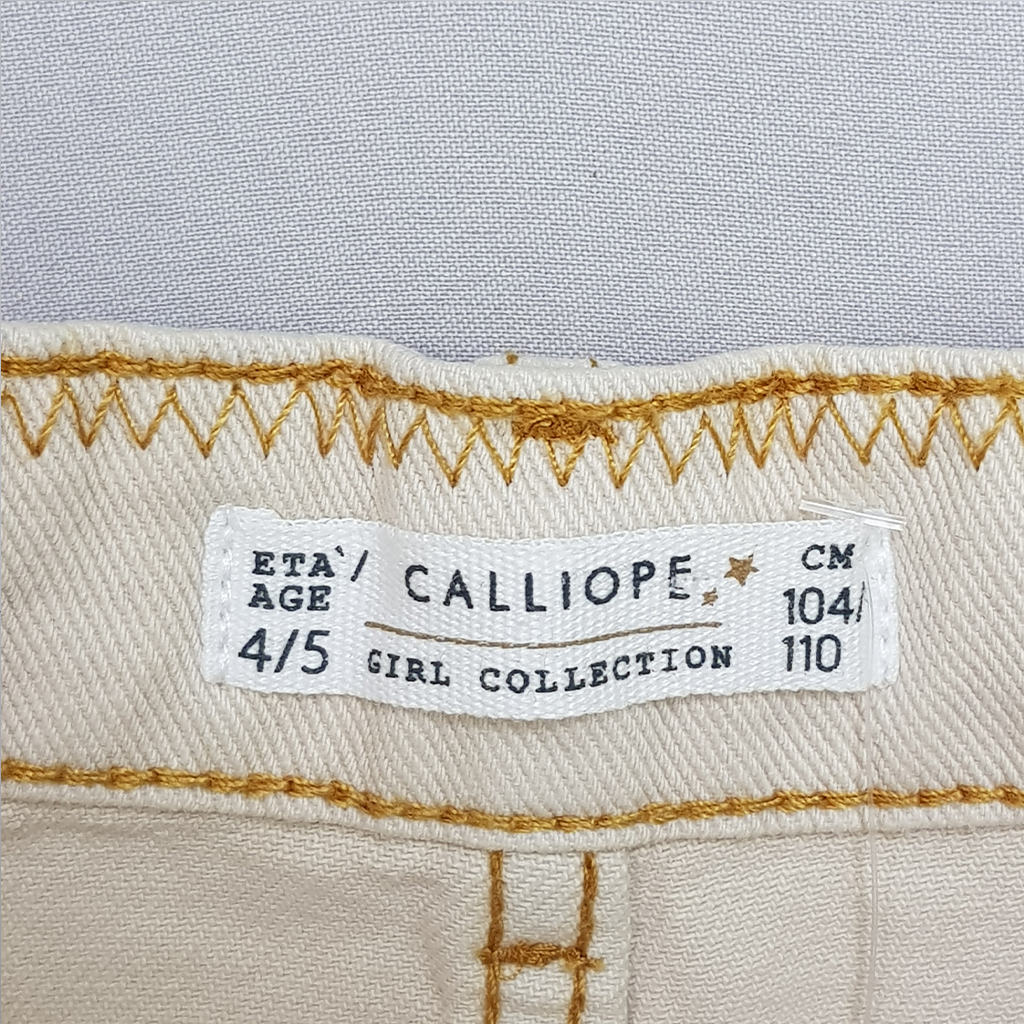 ETA`/
AGE
4/5
CALLIOPE
GIRL COLLECTION
CM
104/
110